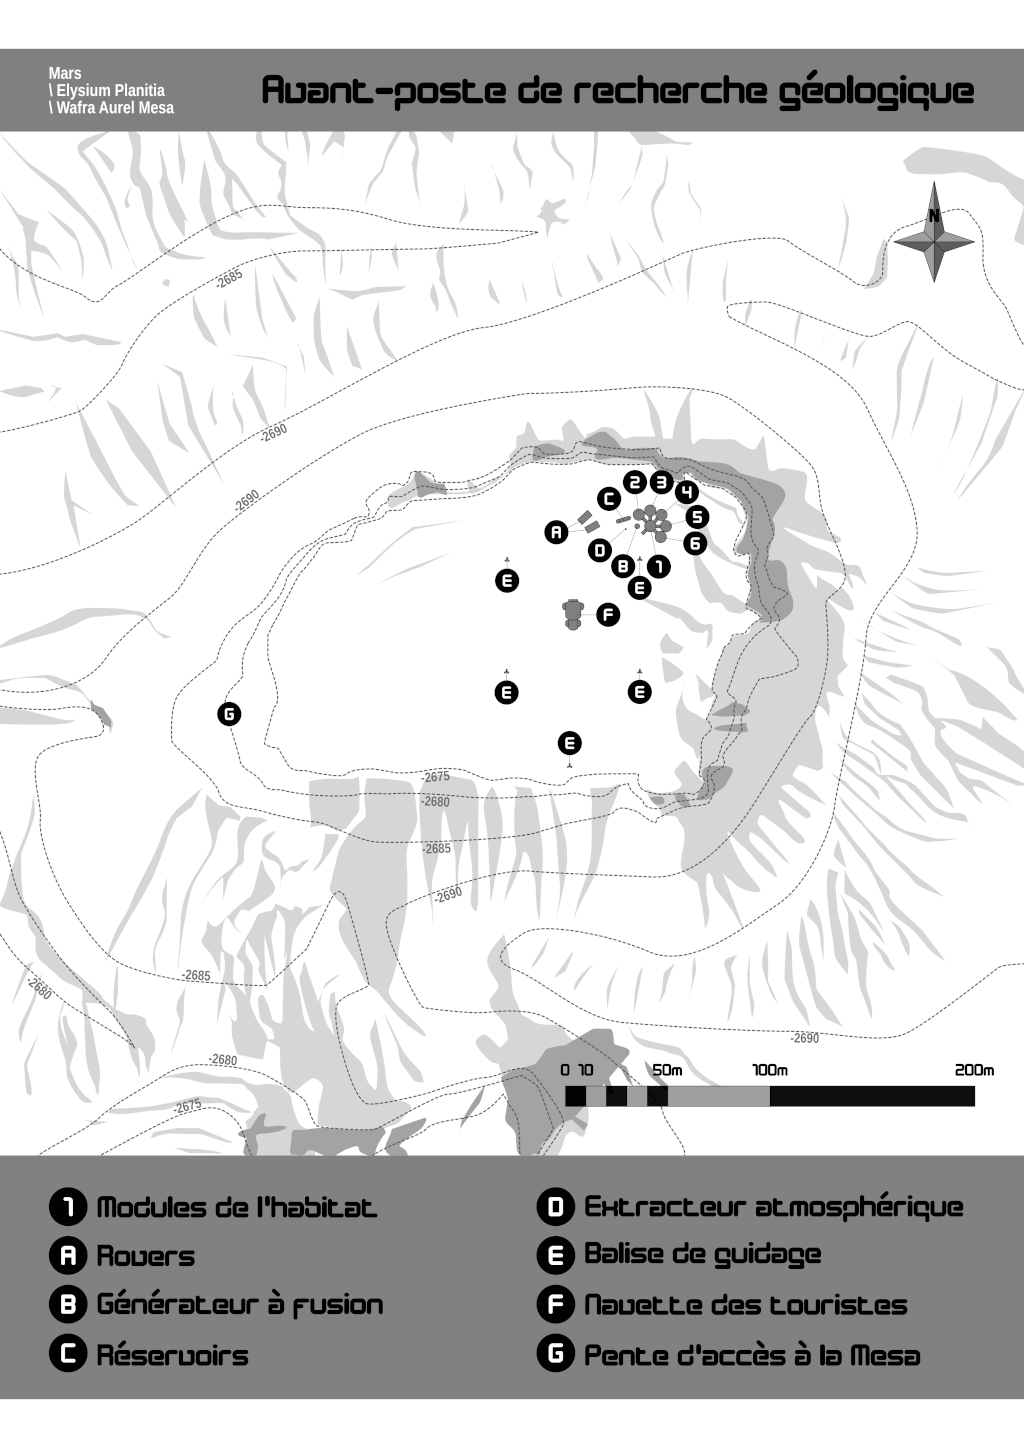 Mars
\ Elysium Planitia
\ Wafra Aurel Mesa
Avant-poste de recherche géologique
N
-2685
-2690
-2690
2 3
C 4
5
A
D 6
B 1
E E
F
E E
G
E
-2675
-2680
-2685
-2690
-2685
-2680
-2690
-2680
-2675
0 10 50m 100m 200m
1 Modules de l'habitat
A Rovers
B Générateur à fusion
C Réservoirs
D Extracteur atmosphérique
E Balise de guidage
F Navette des touristes
G Pente d'accès à la Mesa